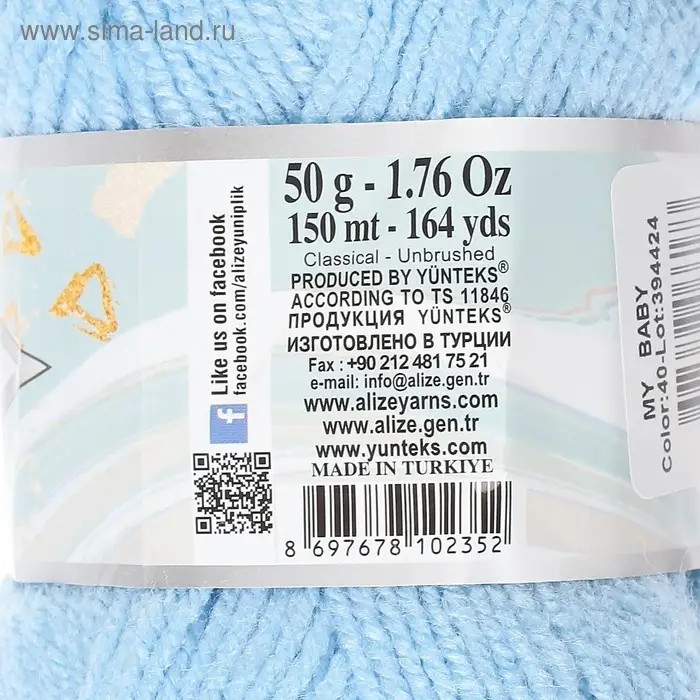 www.sima-land.ru
50 g - 1.76 Oz
150 mt - 164 yds
Classical - Unbrushed
PRODUCED BY YÜNTEKS®
ACCORDING TO TS 11846
ПРОДУКЦИЯ YÜNTEKS®
ИЗГОТОВЛЕНО В ТУРЦИИ
Fax : +90 212 481 75 21
e-mail: info@alize.gen.tr
www.alizeyarns.com
www.alize.gen.tr
www.yunteks.com
MADE IN TURKIYE
8 697678 102352
Like us on facebook
facebook.com/alizeyuniplik
f
MY BABY
Color:40-Lot:394424